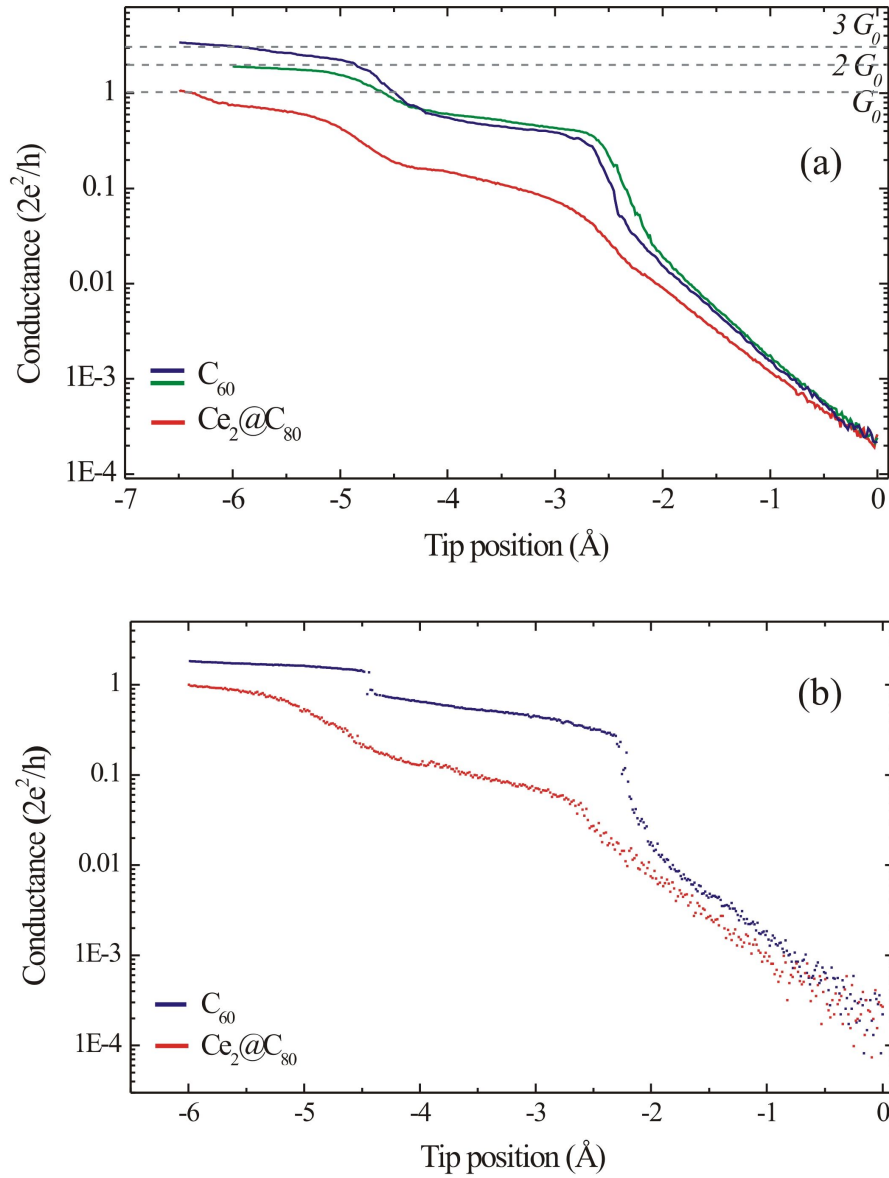 3 G₀
2 G₀
G₀
(a)
1
0.1
0.01
1E-3
1E-4
Conductance (2e²/h)
C₆₀
Ce₂@C₈₀
-7 -6 -5 -4 -3 -2 -1 0
Tip position (Å)
(b)
1
0.1
0.01
1E-3
1E-4
Conductance (2e²/h)
C₆₀
Ce₂@C₈₀
-6 -5 -4 -3 -2 -1 0
Tip position (Å)